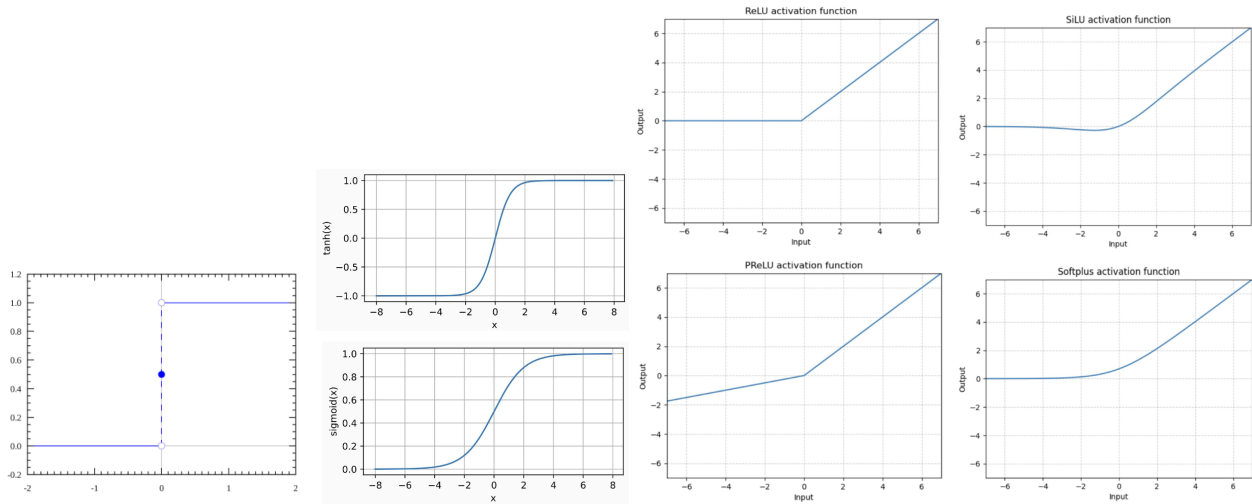 1.2
1.0
0.8
0.6
0.4
0.2
0.0
-0.2
-2 -1 0 1 2
tanh(x)
1.0
0.5
0.0
−0.5
−1.0
−8 −6 −4 −2 0 2 4 6 8
x
sigmoid(x)
1.0
0.8
0.6
0.4
0.2
0.0
−8 −6 −4 −2 0 2 4 6 8
x
ReLU activation function
Output
6
4
2
0
−2
−4
−6
−6 −4 −2 0 2 4 6
Input
PReLU activation function
Output
6
4
2
0
−2
−4
−6
−6 −4 −2 0 2 4 6
Input
SiLU activation function
Output
6
4
2
0
−2
−4
−6
−6 −4 −2 0 2 4 6
Input
Softplus activation function
Output
6
4
2
0
−2
−4
−6
−6 −4 −2 0 2 4 6
Input